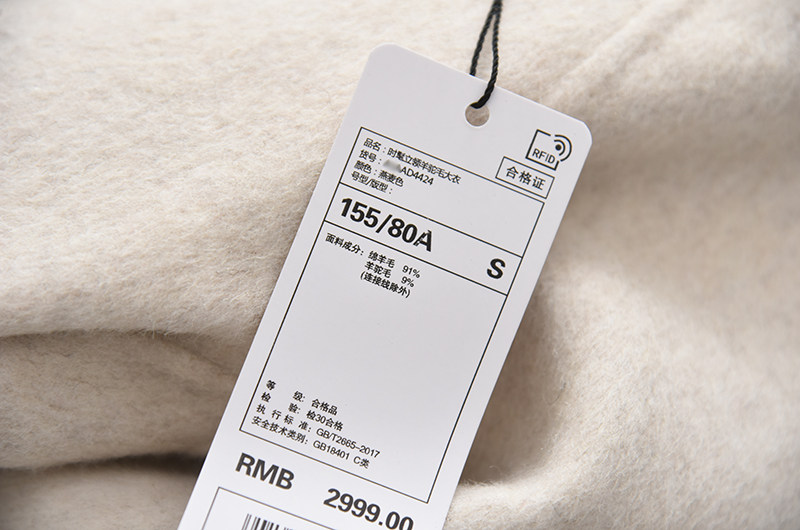 RFID
合格证
品名：时髦立领羊驼毛大衣
货号：AD4424
颜色：燕麦色
号型/版型：
155/80A
S
面料成分：绵羊毛 91%
羊驼毛 9%
(连接线除外)
等 级：合格品
检 验：检30合格
执行标准：GB/T2665-2017
安全技术类别：GB18401 C类
RMB 2999.00